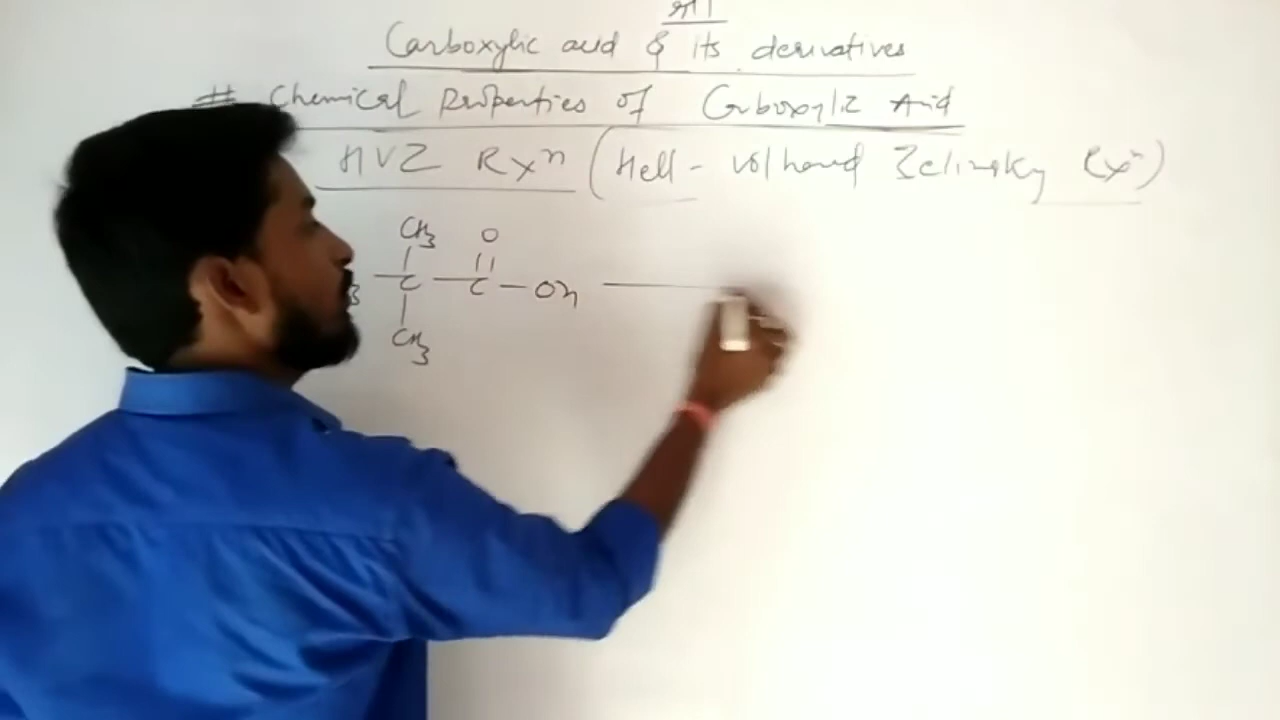 श्री
Carboxylic acid & its derivatives
# Chemical Properties of Carboxylic Acid
HVZ Rxⁿ (Hell - Volhard Zelinsky Rxⁿ)
CH3 O
C — C — OH
CH3